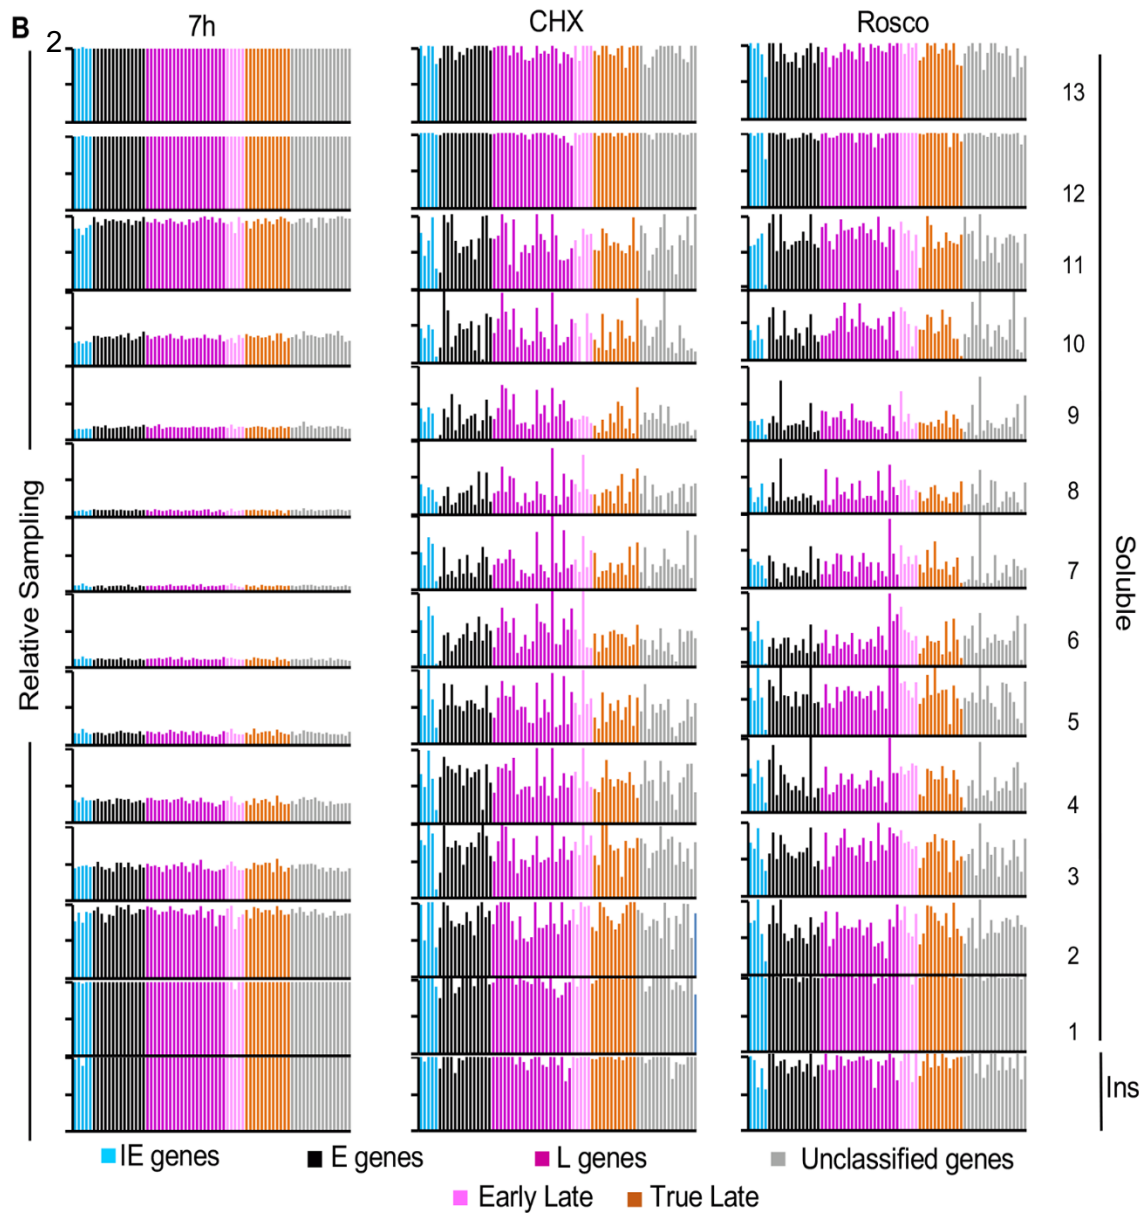 B
7h
CHX
Rosco
2
13
12
11
10
9
8
7
6
5
4
3
2
1
Ins
Relative Sampling
Soluble
IE genes
E genes
L genes
Unclassified genes
Early Late
True Late